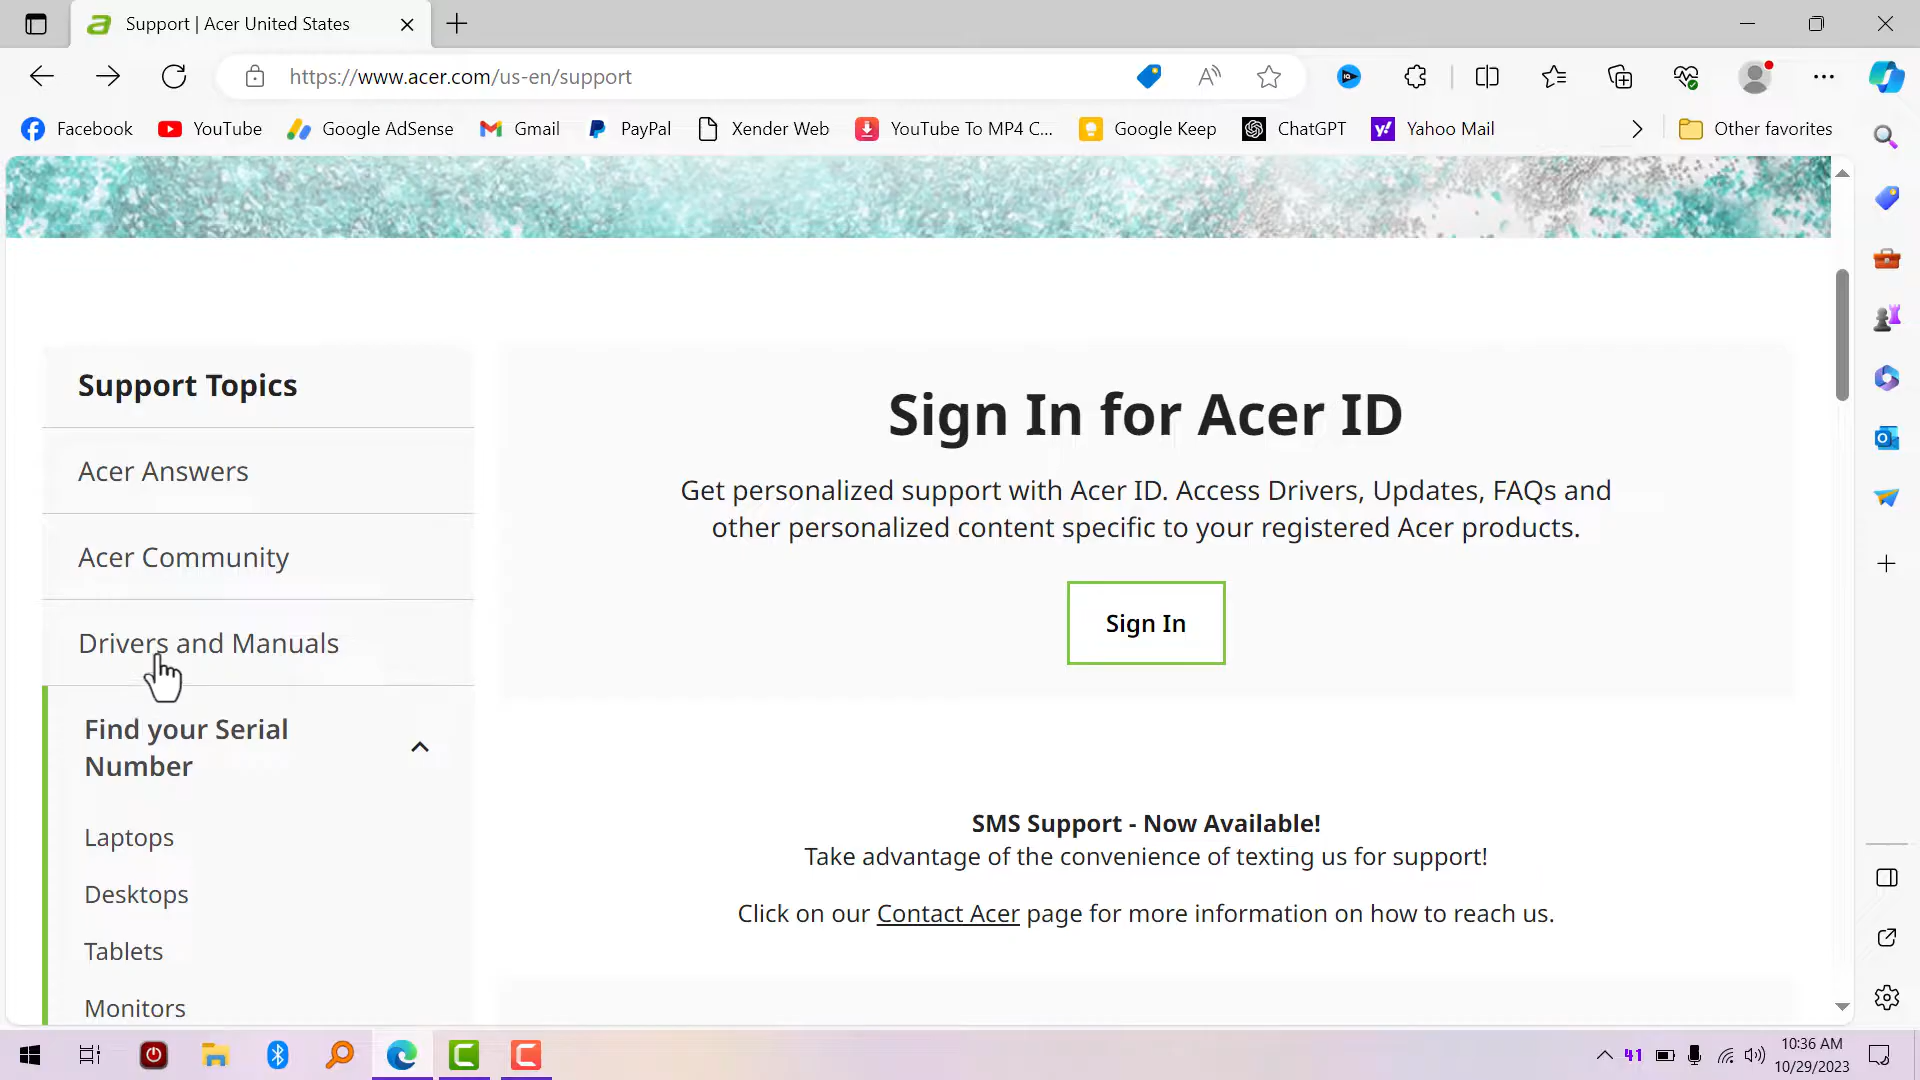 Support | Acer United States
https://www.acer.com/us-en/support
Facebook YouTube Google AdSense Gmail PayPal Xender Web YouTube To MP4 C... Google Keep ChatGPT Yahoo Mail Other favorites
Support Topics
Acer Answers
Acer Community
Drivers and Manuals
Find your Serial
Number
Laptops
Desktops
Tablets
Monitors
Sign In for Acer ID
Get personalized support with Acer ID. Access Drivers, Updates, FAQs and
other personalized content specific to your registered Acer products.
Sign In
SMS Support - Now Available!
Take advantage of the convenience of texting us for support!
Click on our Contact Acer page for more information on how to reach us.
41
10:36 AM
10/29/2023